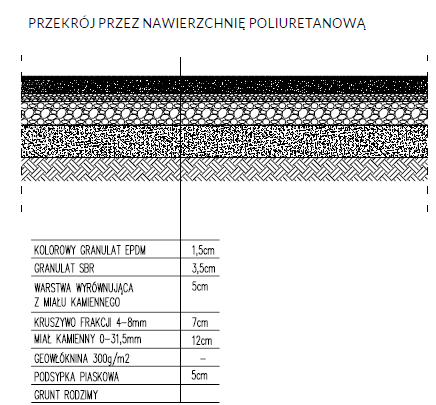 PRZEKRÓJ PRZEZ NAWIERZCHNIĘ POLIURETANOWĄ
KOLOROWY GRANULAT EPDM 1,5cm
GRANULAT SBR 3,5cm
WARSTWA WYRÓWNUJĄCA 5cm
Z MIAŁU KAMIENNEGO
KRUSZYWO FRAKCJI 4-8mm 7cm
MIAŁ KAMIENNY 0-31,5mm 12cm
GEOWŁÓKNINA 300g/m2 -
PODSYPKA PIASKOWA 5cm
GRUNT RODZIMY